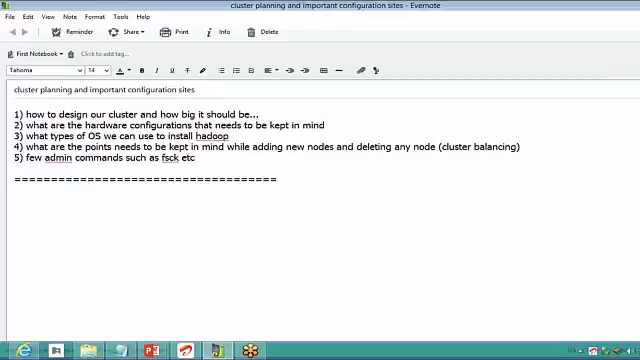 cluster planning and important configuration sites - Evernote
File Edit View Note Format Tools Help
Reminder Share Print Info Delete
First Notebook Click to add tag...
Tahoma 14 A B I U T
cluster planning and important configuration sites
1) how to design our cluster and how big it should be...
2) what are the hardware configurations that needs to be kept in mind
3) what types of OS we can use to install hadoop
4) what are the points needs to be kept in mind while adding new nodes and deleting any node (cluster balancing)
5) few admin commands such as fsck etc
====================================